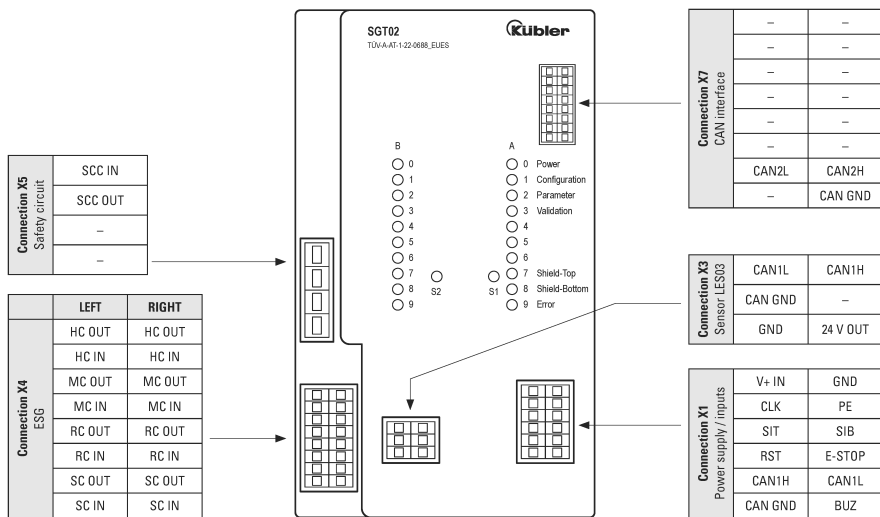 SGT02
TÜV-A-AT-1-22-0688_EUES
Kübler
B
A
0
1
2
3
4
5
6
7
8
9
S2
S1
0 Power
1 Configuration
2 Parameter
3 Validation
4
5
6
7 Shield-Top
8 Shield-Bottom
9 Error
Connection X5
Safety circuit
SCC IN
SCC OUT
–
–
Connection X4
ESG
LEFT RIGHT
HC OUT HC OUT
HC IN HC IN
MC OUT MC OUT
MC IN MC IN
RC OUT RC OUT
RC IN RC IN
SC OUT SC OUT
SC IN SC IN
Connection X7
CAN interface
– –
– –
– –
– –
– –
– –
CAN2L CAN2H
– CAN GND
Connection X3
Sensor LES03
CAN1L CAN1H
CAN GND –
GND 24 V OUT
Connection X1
Power supply / inputs
V+ IN GND
CLK PE
SIT SIB
RST E-STOP
CAN1H CAN1L
CAN GND BUZ